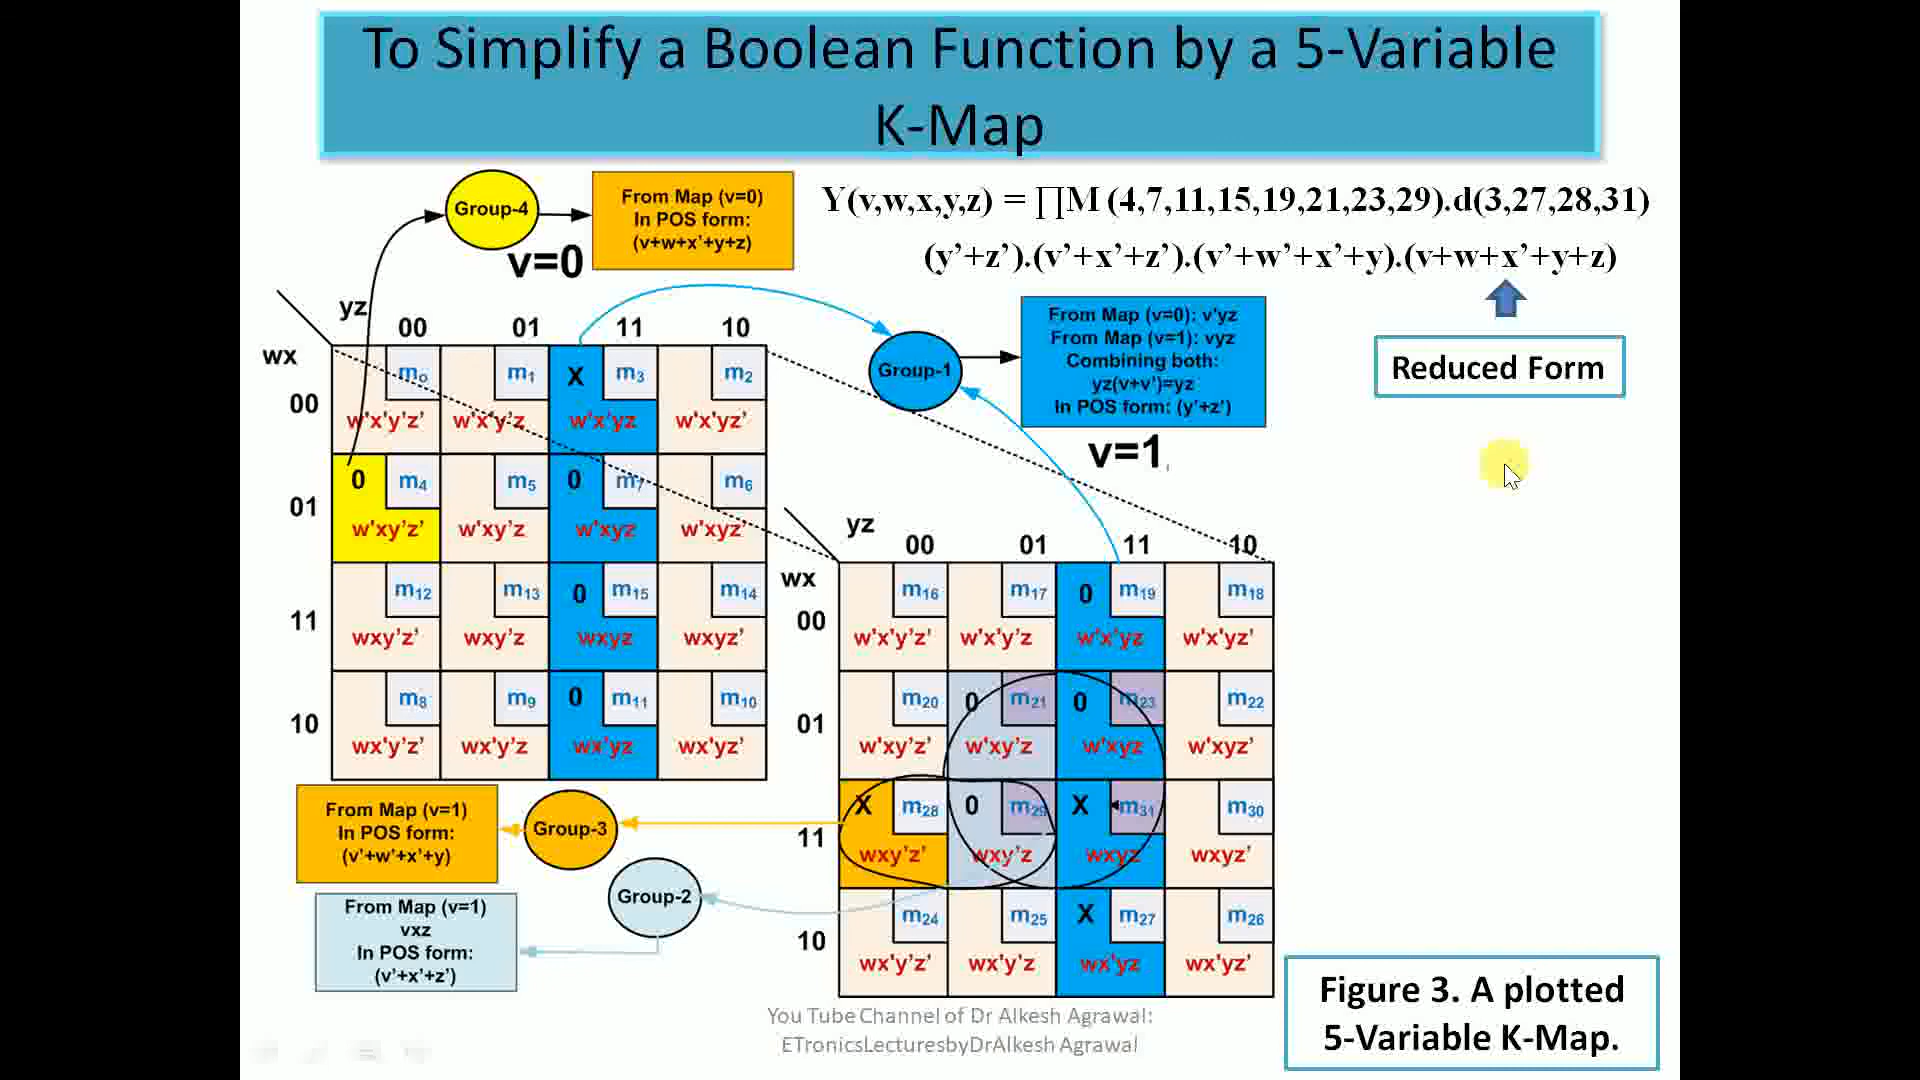 To Simplify a Boolean Function by a 5-Variable
K-Map
Group-4
From Map (v=0)
In POS form:
(v+w+x'+y+z)
Y(v,w,x,y,z) = ∏M (4,7,11,15,19,21,23,29).d(3,27,28,31)
(y'+z').(v'+x'+z').(v'+w'+x'+y).(v+w+x'+y+z)
Reduced Form
v=0
Group-1
From Map (v=0): v'yz
From Map (v=1): vyz
Combining both:
yz(v+v')=yz
In POS form: (y'+z')
yz
00 01 11 10
wx
00
m0 m1 X m3 m2
w'x'y'z' w'x'y'z w'x'yz w'x'yz'
01
0 m4 m5 0 m7 m6
w'xy'z' w'xy'z w'xyz w'xyz'
11
m12 m13 0 m15 m14
wxy'z' wxy'z wxyz wxyz'
10
m8 m9 0 m11 m10
wx'y'z' wx'y'z wx'yz wx'yz'
v=1
yz
00 01 11 10
wx
00
m16 m17 0 m19 m18
w'x'y'z' w'x'y'z w'x'yz w'x'yz'
01
m20 0 m21 0 m23 m22
w'xy'z' w'xy'z w'xyz w'xyz'
11
X m28 0 m29 X m31 m30
wxy'z' wxy'z wxyz wxyz'
10
m24 m25 X m27 m26
wx'y'z' wx'y'z wx'yz wx'yz'
From Map (v=1)
In POS form:
(v'+w'+x'+y)
Group-3
Group-2
From Map (v=1)
vxz
In POS form:
(v'+x'+z')
Figure 3. A plotted
5-Variable K-Map.
You Tube Channel of Dr Alkesh Agrawal:
ETronicsLecturesbyDrAlkesh Agrawal